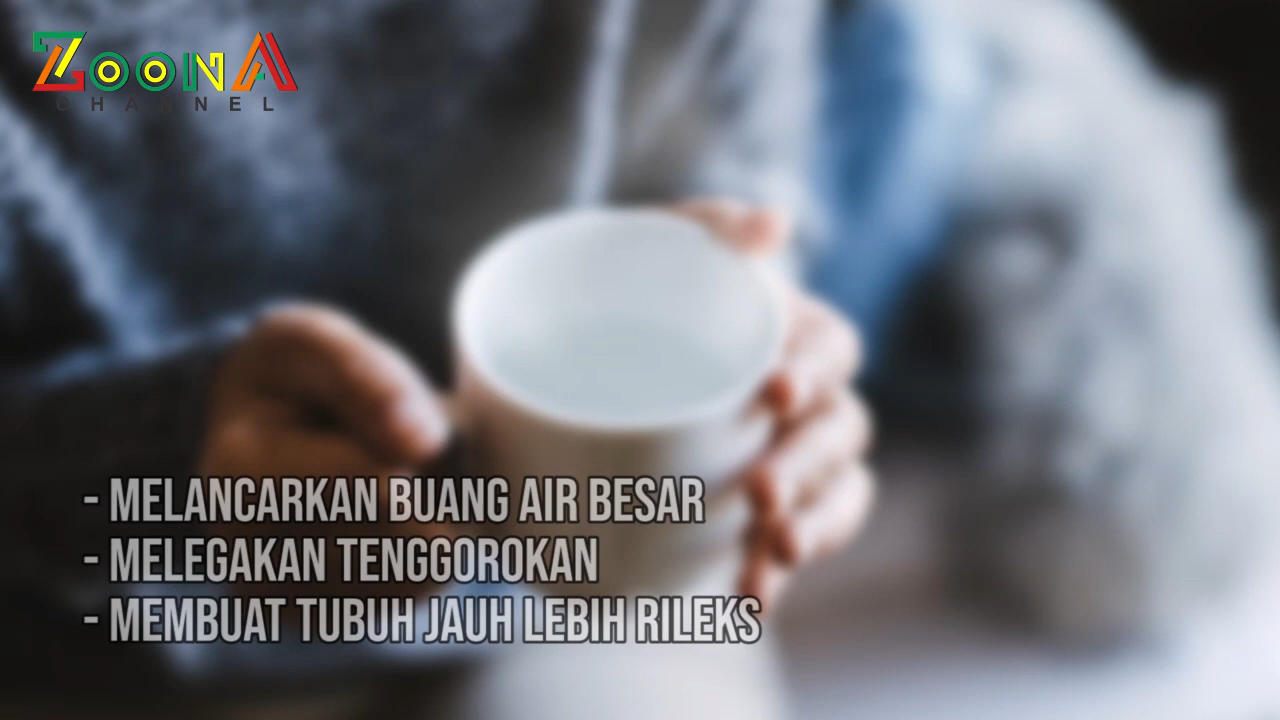 ZOONA
CHANNEL
- MELANCARKAN BUANG AIR BESAR
- MELEGAKAN TENGGOROKAN
- MEMBUAT TUBUH JAUH LEBIH RILEKS